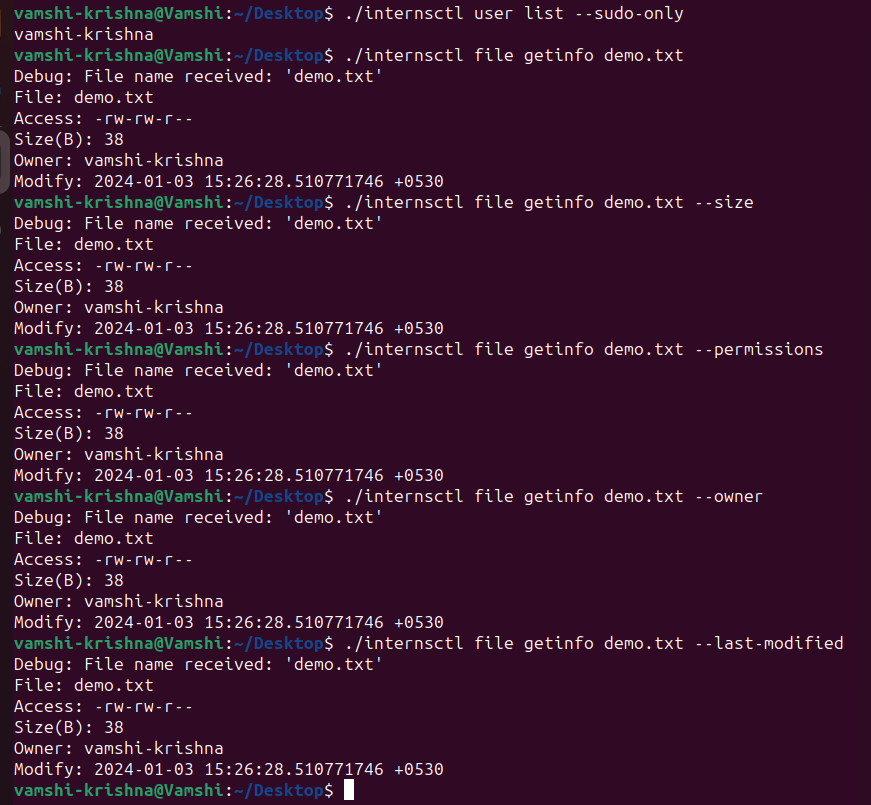 vamshi-krishna@Vamshi:~/Desktop$ ./internsctl user list --sudo-only
vamshi-krishna
vamshi-krishna@Vamshi:~/Desktop$ ./internsctl file getinfo demo.txt
Debug: File name received: 'demo.txt'
File: demo.txt
Access: -rw-rw-r--
Size(B): 38
Owner: vamshi-krishna
Modify: 2024-01-03 15:26:28.510771746 +0530
vamshi-krishna@Vamshi:~/Desktop$ ./internsctl file getinfo demo.txt --size
Debug: File name received: 'demo.txt'
File: demo.txt
Access: -rw-rw-r--
Size(B): 38
Owner: vamshi-krishna
Modify: 2024-01-03 15:26:28.510771746 +0530
vamshi-krishna@Vamshi:~/Desktop$ ./internsctl file getinfo demo.txt --permissions
Debug: File name received: 'demo.txt'
File: demo.txt
Access: -rw-rw-r--
Size(B): 38
Owner: vamshi-krishna
Modify: 2024-01-03 15:26:28.510771746 +0530
vamshi-krishna@Vamshi:~/Desktop$ ./internsctl file getinfo demo.txt --owner
Debug: File name received: 'demo.txt'
File: demo.txt
Access: -rw-rw-r--
Size(B): 38
Owner: vamshi-krishna
Modify: 2024-01-03 15:26:28.510771746 +0530
vamshi-krishna@Vamshi:~/Desktop$ ./internsctl file getinfo demo.txt --last-modified
Debug: File name received: 'demo.txt'
File: demo.txt
Access: -rw-rw-r--
Size(B): 38
Owner: vamshi-krishna
Modify: 2024-01-03 15:26:28.510771746 +0530
vamshi-krishna@Vamshi:~/Desktop$